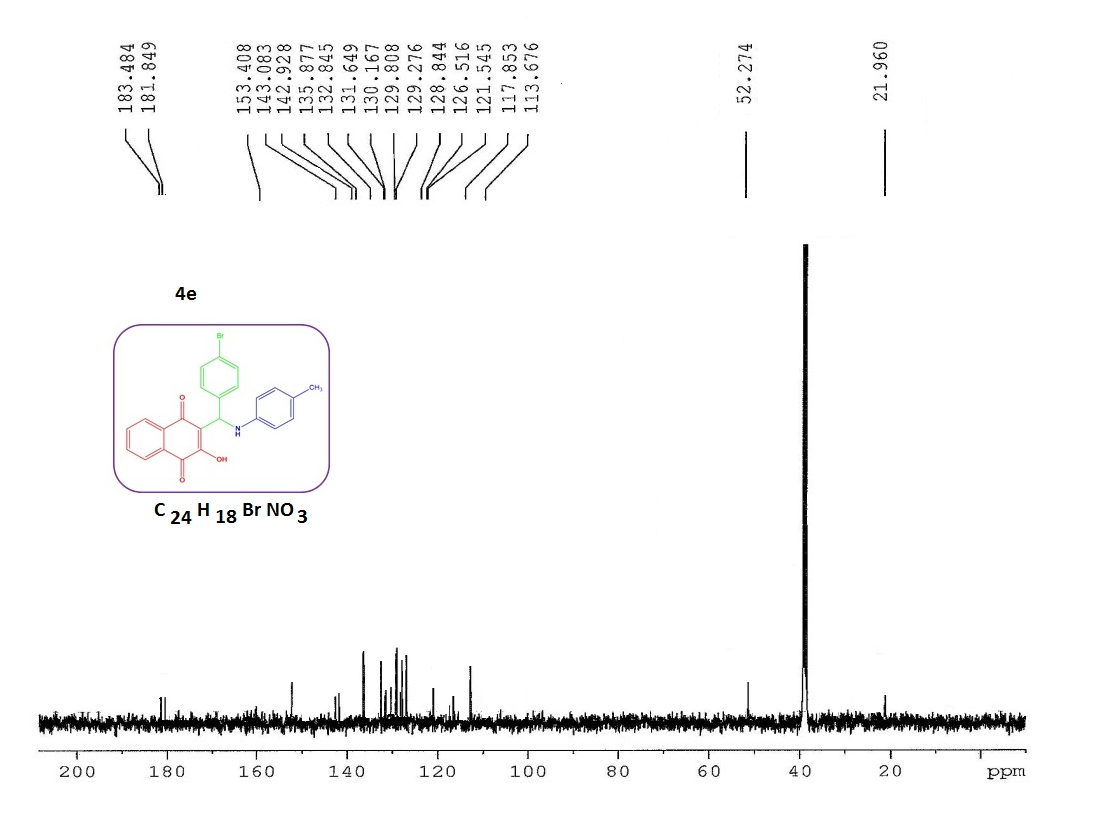 183.484
181.849
153.408
143.083
142.928
135.877
132.845
131.649
130.167
129.808
129.276
128.844
126.516
121.545
117.853
113.676
52.274
21.960
4e
Br
CH3
O
N
H
OH
O
C 24 H 18 Br NO 3
200 180 160 140 120 100 80 60 40 20 ppm